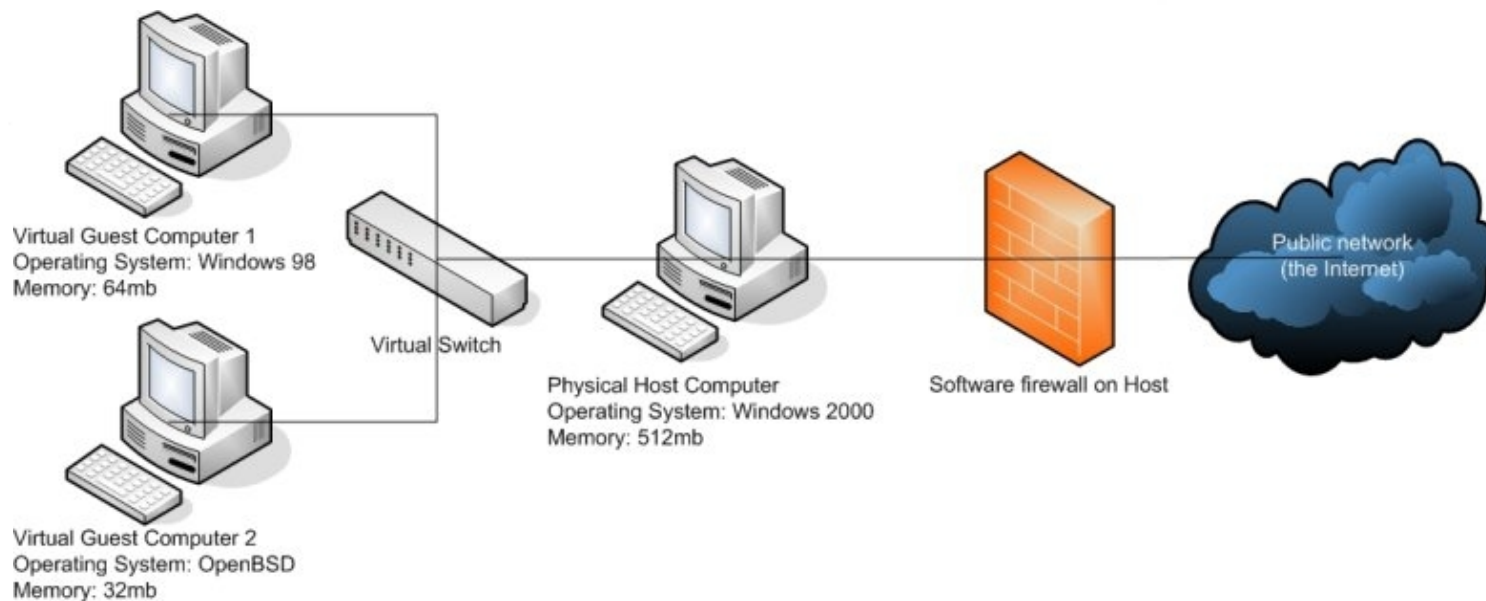 Virtual Guest Computer 1
Operating System: Windows 98
Memory: 64mb
Virtual Switch
Virtual Guest Computer 2
Operating System: OpenBSD
Memory: 32mb
Physical Host Computer
Operating System: Windows 2000
Memory: 512mb
Software firewall on Host
Public network
(the Internet)